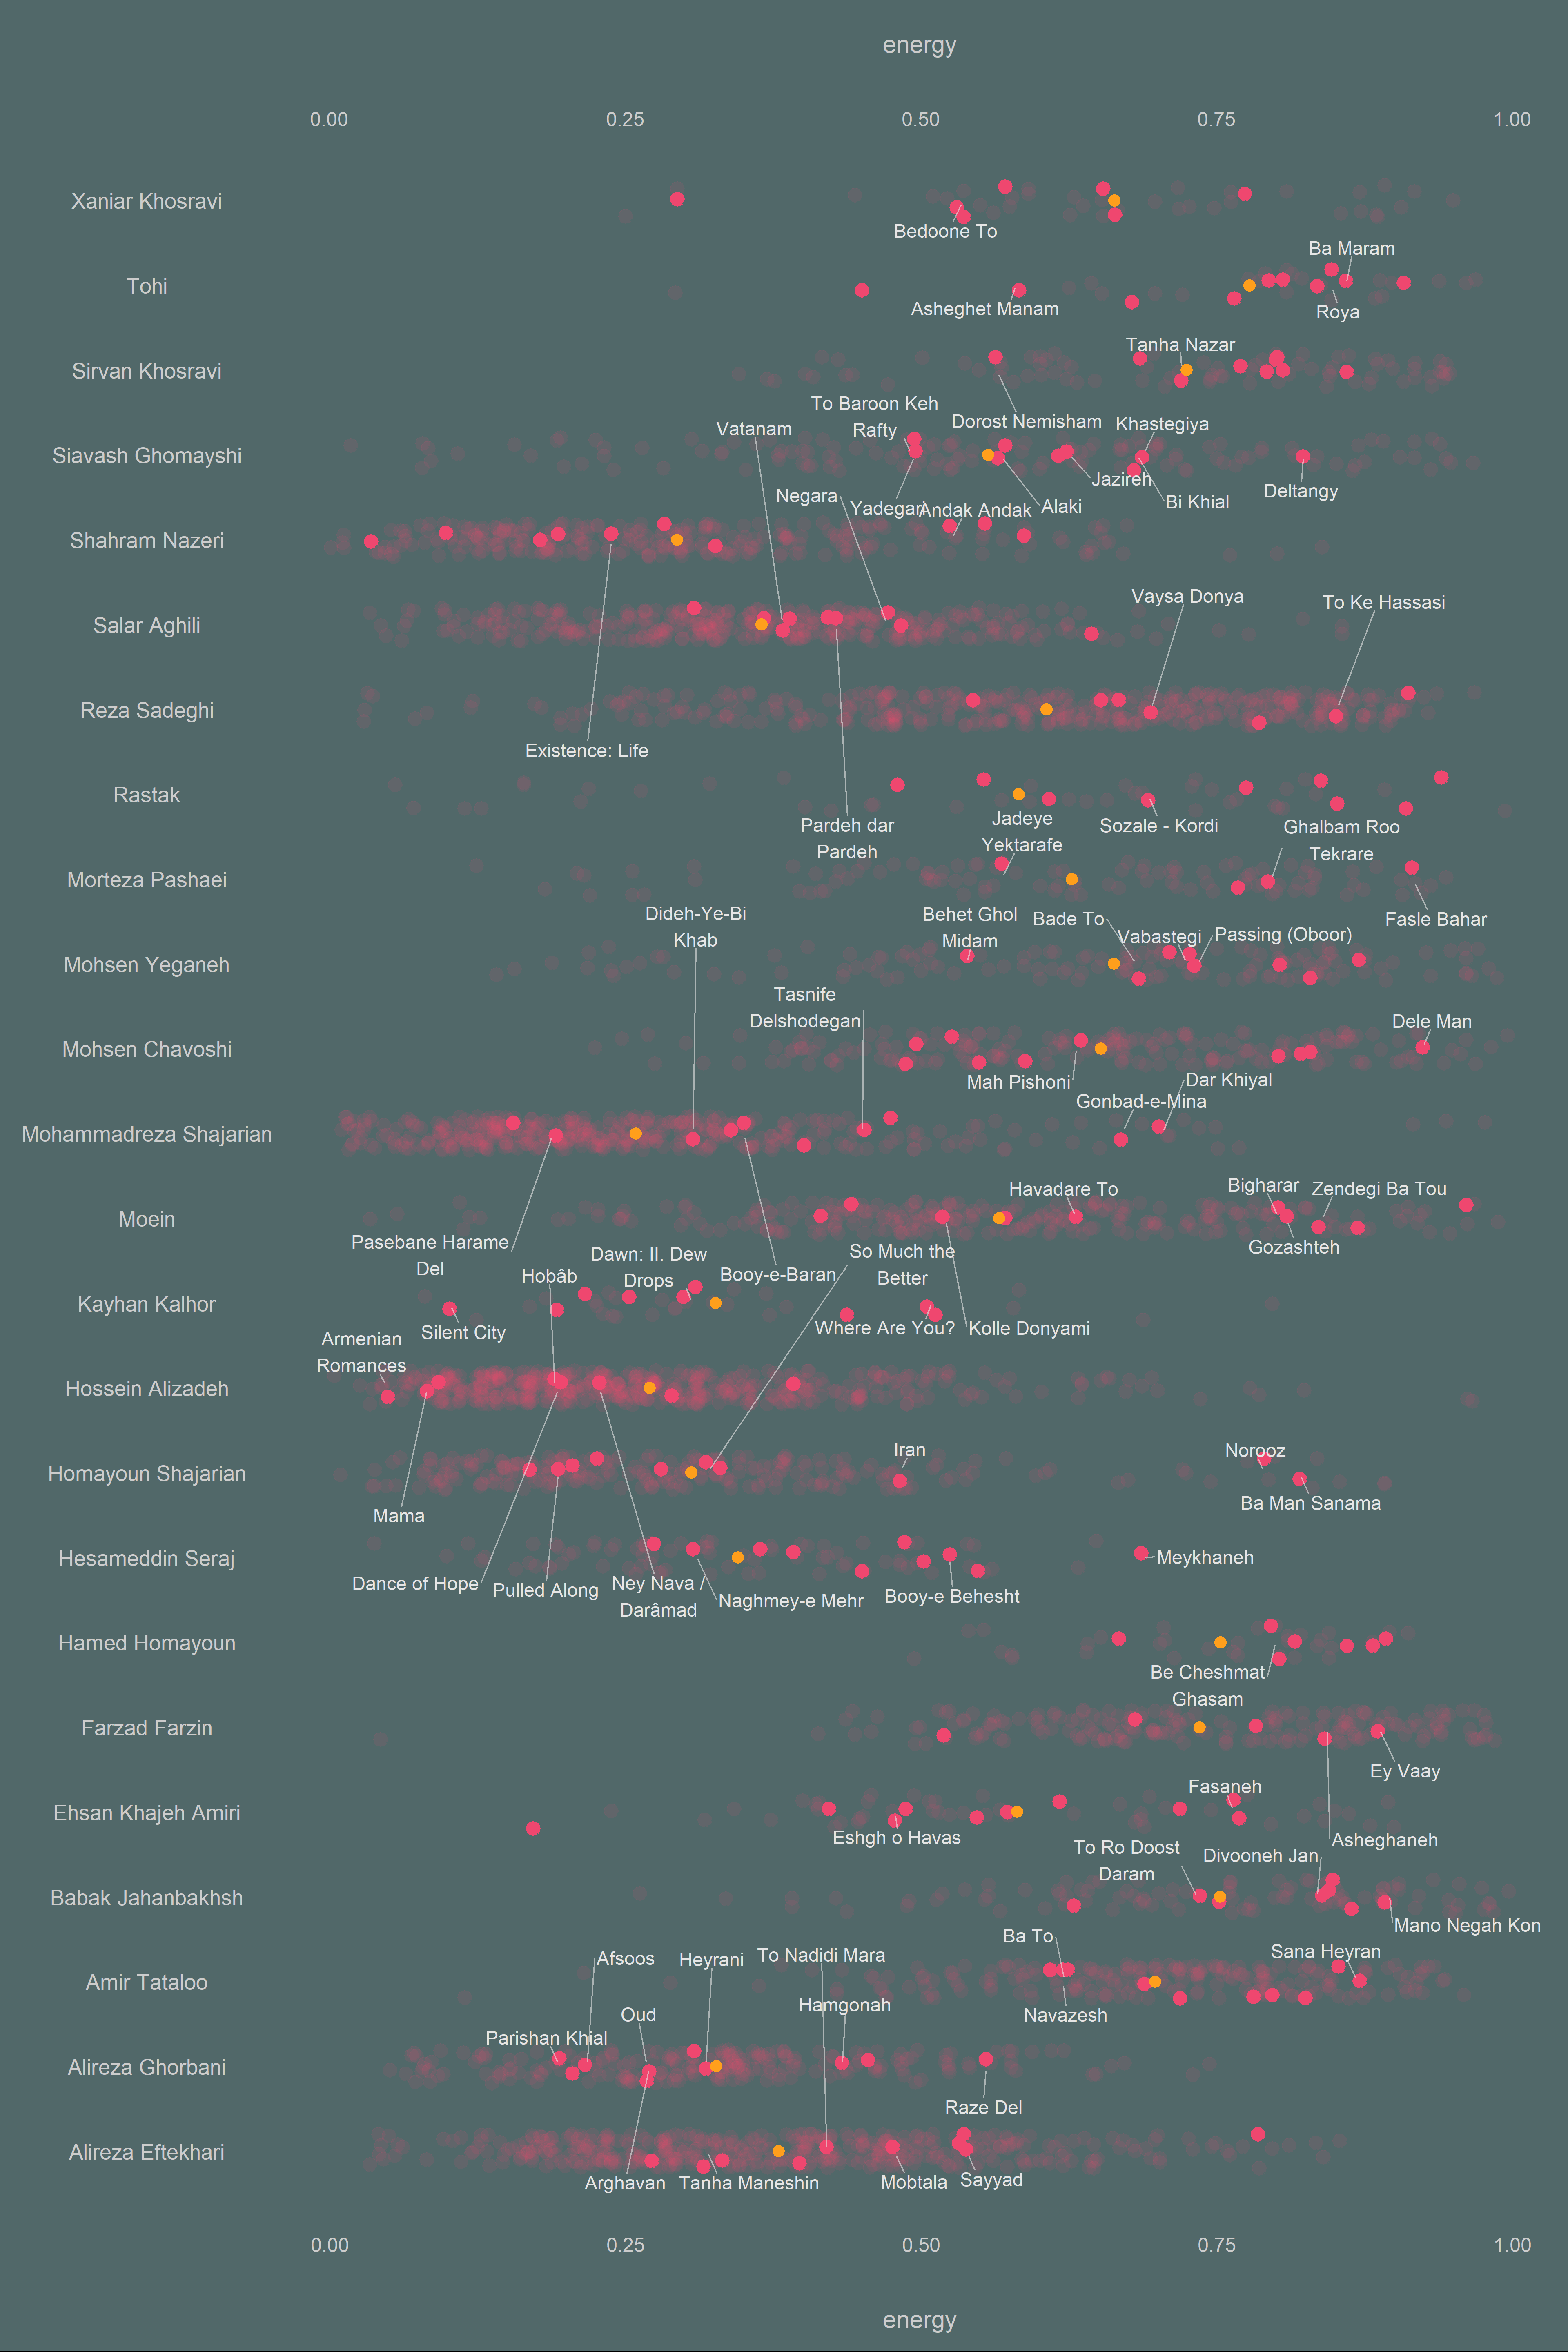 energy
0.00 0.25 0.50 0.75 1.00
Xaniar Khosravi
Bedoone To
Ba Maram
Tohi
Asheghet Manam
Roya
Tanha Nazar
Sirvan Khosravi
To Baroon Keh
Rafty
Dorost Nemisham
Khastegiya
Vatanam
Siavash Ghomayshi
Jazireh
Deltangy
Negara
Yadegari
Andak Andak
Alaki
Bi Khial
Shahram Nazeri
Vaysa Donya
To Ke Hassasi
Salar Aghili
Reza Sadeghi
Existence: Life
Rastak
Pardeh dar
Pardeh
Jadeye
Yektarafe
Sozale - Kordi
Ghalbam Roo
Tekrare
Morteza Pashaei
Dideh-Ye-Bi
Khab
Behet Ghol
Midam
Bade To
Fasle Bahar
Vabastegi
Passing (Oboor)
Mohsen Yeganeh
Tasnife
Delshodegan
Dele Man
Mohsen Chavoshi
Mah Pishoni
Dar Khiyal
Gonbad-e-Mina
Mohammadreza Shajarian
Havadare To
Bigharar
Zendegi Ba Tou
Moein
Pasebane Harame
Del
Gozashteh
Dawn: II. Dew
Drops
So Much the
Better
Hobâb
Booy-e-Baran
Kayhan Kalhor
Armenian
Romances
Silent City
Where Are You?
Kolle Donyami
Hossein Alizadeh
Iran
Norooz
Homayoun Shajarian
Mama
Ba Man Sanama
Hesameddin Seraj
Meykhaneh
Dance of Hope
Pulled Along
Ney Nava /
Darâmad
Naghmey-e Mehr
Booy-e Behesht
Hamed Homayoun
Be Cheshmat
Ghasam
Farzad Farzin
Ey Vaay
Fasaneh
Ehsan Khajeh Amiri
Eshgh o Havas
Asheghaneh
To Ro Doost
Daram
Divooneh Jan
Babak Jahanbakhsh
Mano Negah Kon
Ba To
Afsoos
Heyrani
To Nadidi Mara
Sana Heyran
Amir Tataloo
Hamgonah
Oud
Navazesh
Parishan Khial
Alireza Ghorbani
Raze Del
Alireza Eftekhari
Arghavan
Tanha Maneshin
Mobtala
Sayyad
0.00 0.25 0.50 0.75 1.00
energy